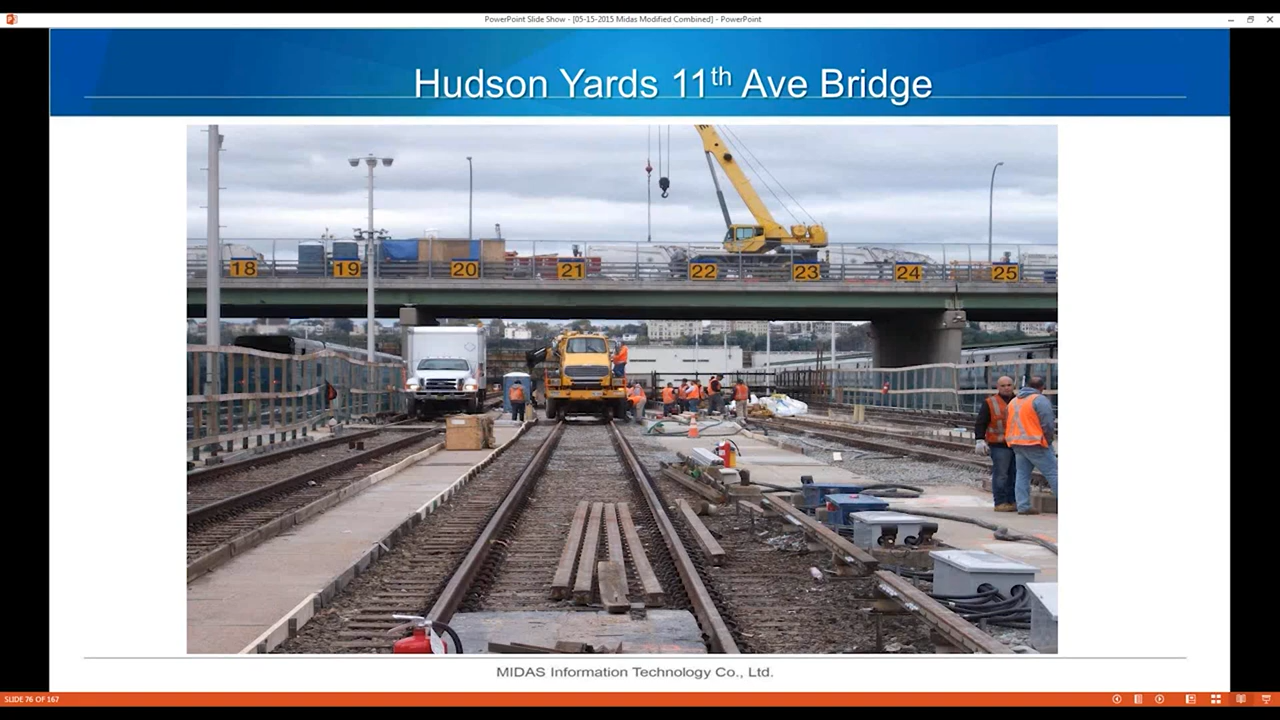 PowerPoint Slide Show - [05-15-2015 Midas Modified Combined] - PowerPoint
Hudson Yards 11th Ave Bridge
18 19 20 21 22 23 24 25
MIDAS Information Technology Co., Ltd.
SLIDE 76 OF 167